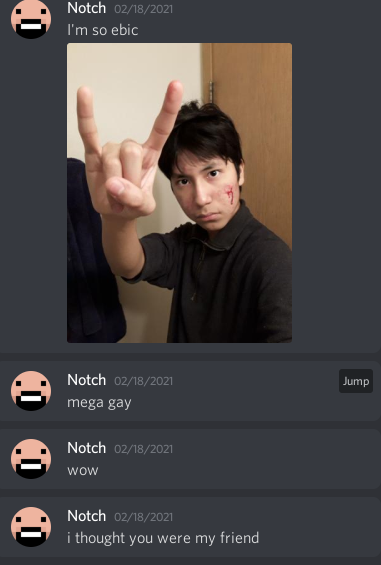 Notch 02/18/2021
I'm so ebic
Notch 02/18/2021
Jump
mega gay
Notch 02/18/2021
wow
Notch 02/18/2021
i thought you were my friend